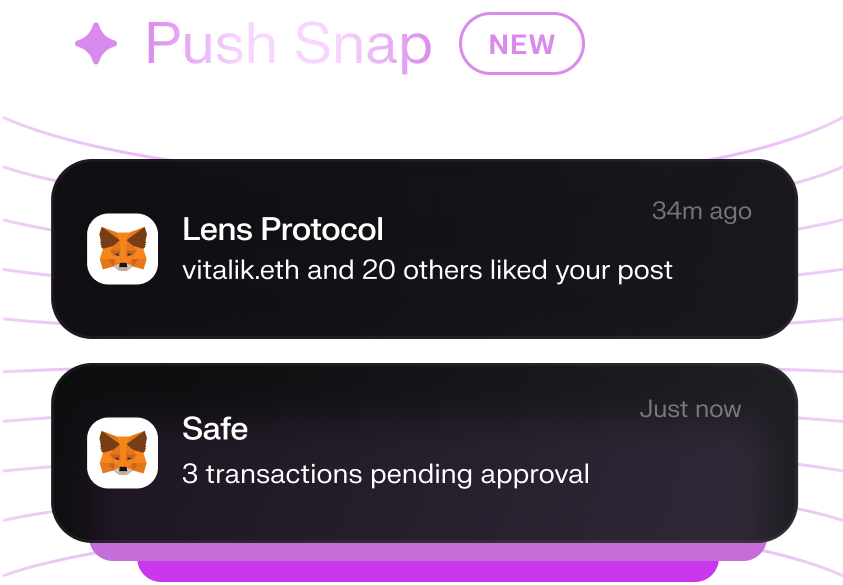 Push Snap NEW
34m ago
Lens Protocol
vitalik.eth and 20 others liked your post
Just now
Safe
3 transactions pending approval